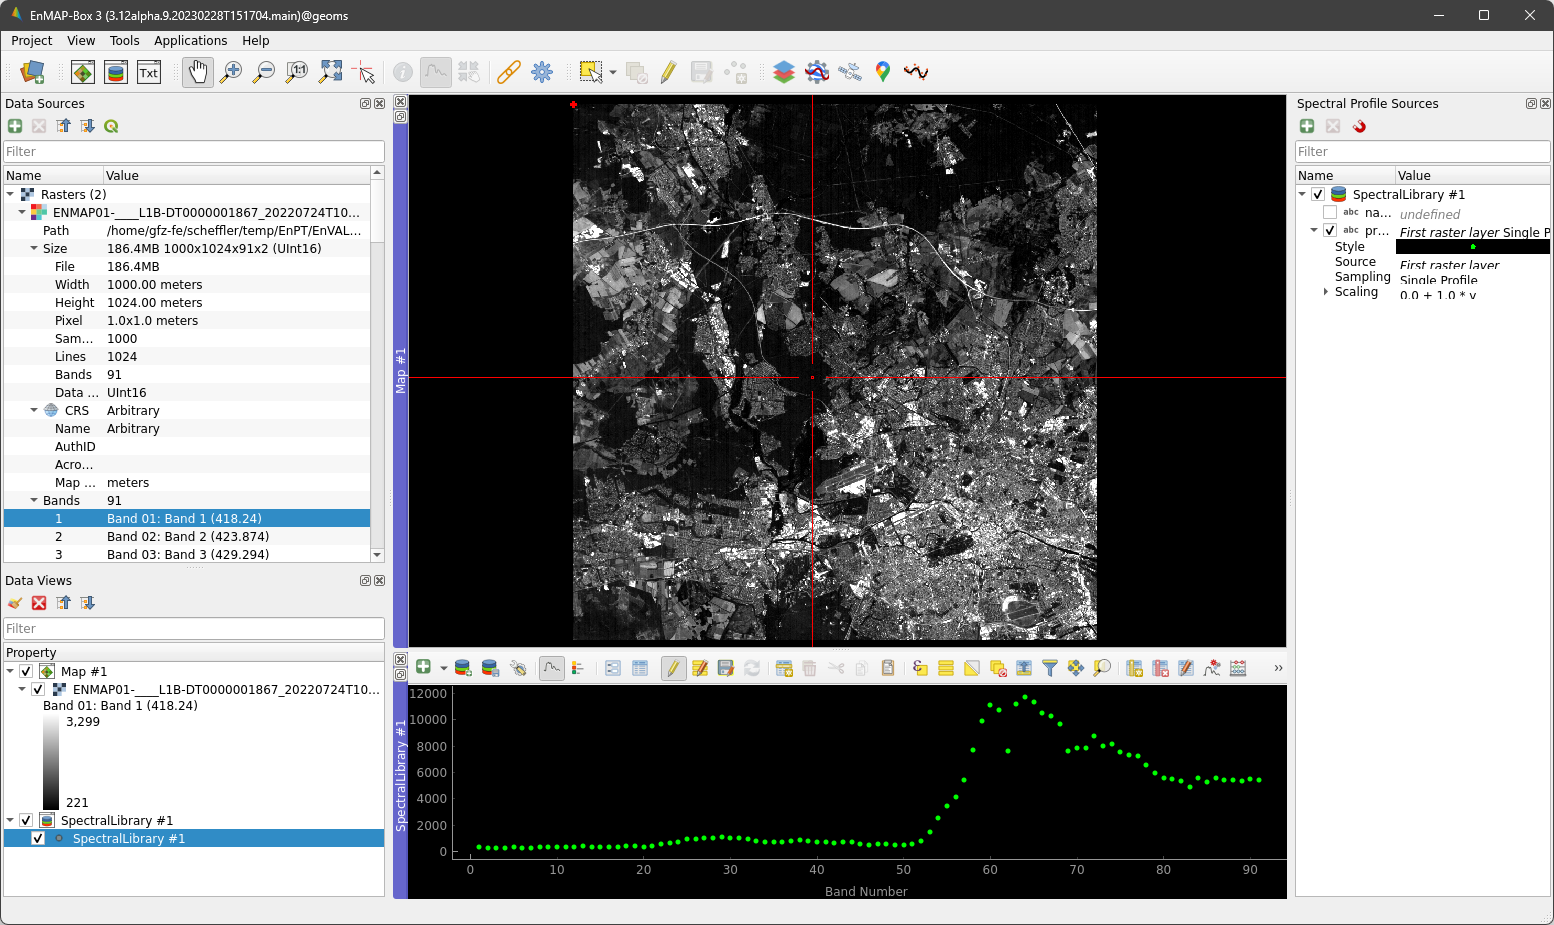 EnMAP-Box 3 (3.12alpha.9.20230228T151704.main)@geoms
Project View Tools Applications Help
Txt
1:1
Data Sources
Filter
Name Value
Rasters (2)
ENMAP01-____L1B-DT0000001867_20220724T10...
Path /home/gfz-fe/scheffler/temp/EnPT/EnVAL...
Size 186.4MB 1000x1024x91x2 (UInt16)
File 186.4MB
Width 1000.00 meters
Height 1024.00 meters
Pixel 1.0x1.0 meters
Sam... 1000
Lines 1024
Bands 91
Data ... UInt16
CRS Arbitrary
Name Arbitrary
AuthID
Acro...
Map ... meters
Bands 91
1 Band 01: Band 1 (418.24)
2 Band 02: Band 2 (423.874)
3 Band 03: Band 3 (429.294)
Data Views
Filter
Property
Map #1
ENMAP01-____L1B-DT0000001867_20220724T10...
Band 01: Band 1 (418.24)
3,299
221
SpectralLibrary #1
SpectralLibrary #1
Map #1
SpectralLibrary #1
12000
10000
8000
6000
4000
2000
0
0 10 20 30 40 50 60 70 80 90
Band Number
Spectral Profile Sources
Filter
Name Value
SpectralLibrary #1
abc na... undefined
abc pr... First raster layer Single P
Style
Source First raster layer
Sampling Single Profile
Scaling 0.0 + 1.0 * y